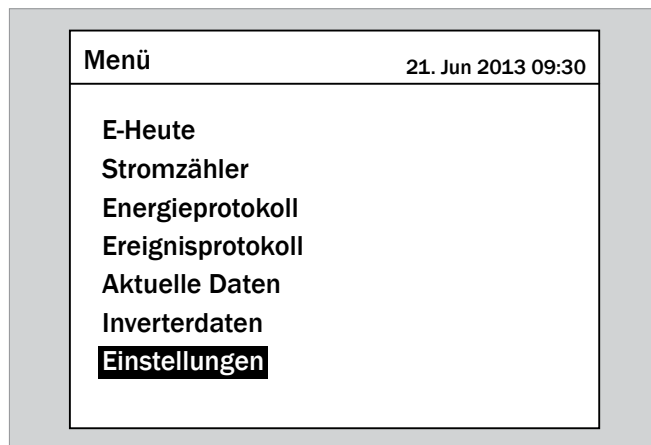 Menü
21. Jun 2013 09:30
E-Heute
Stromzähler
Energieprotokoll
Ereignisprotokoll
Aktuelle Daten
Inverterdaten
Einstellungen